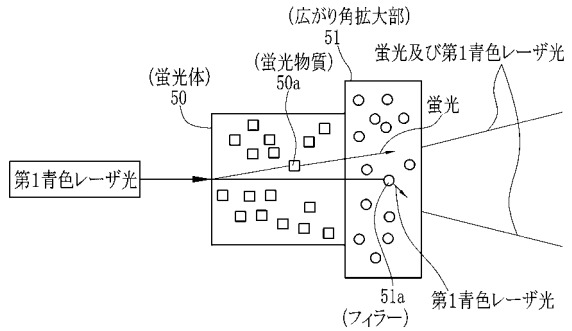 (広がり角拡大部)
51
(蛍光体)
50
(蛍光物質)
50a
蛍光及び第1青色レーザ光
蛍光
第1青色レーザ光
51a
(フィラー)
第1青色レーザ光